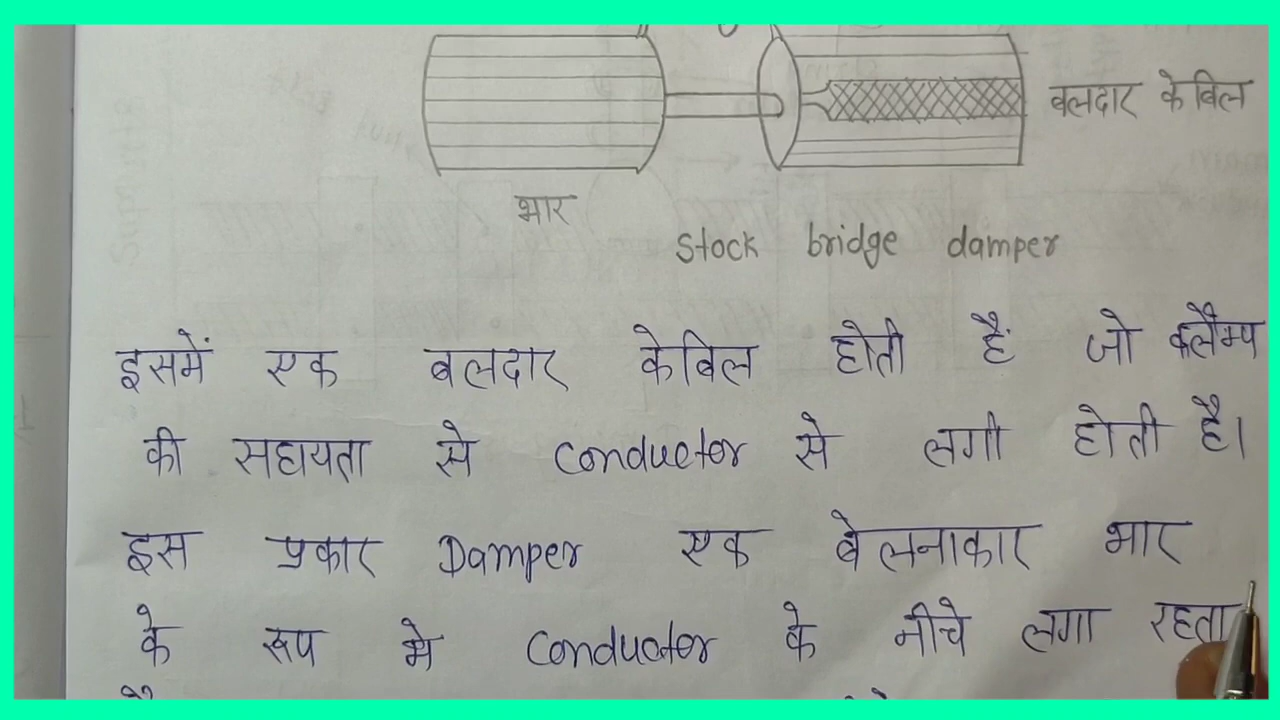 बलदार केबिल
भार
Stock bridge damper
इसमें एक बलदार केबिल होती हैं जो क्लैम्प
की सहायता से Conductor से लगी होती है।
इस प्रकार Damper एक बेलनाकार भार
के रूप मे Conductor के नीचे लगा रहता